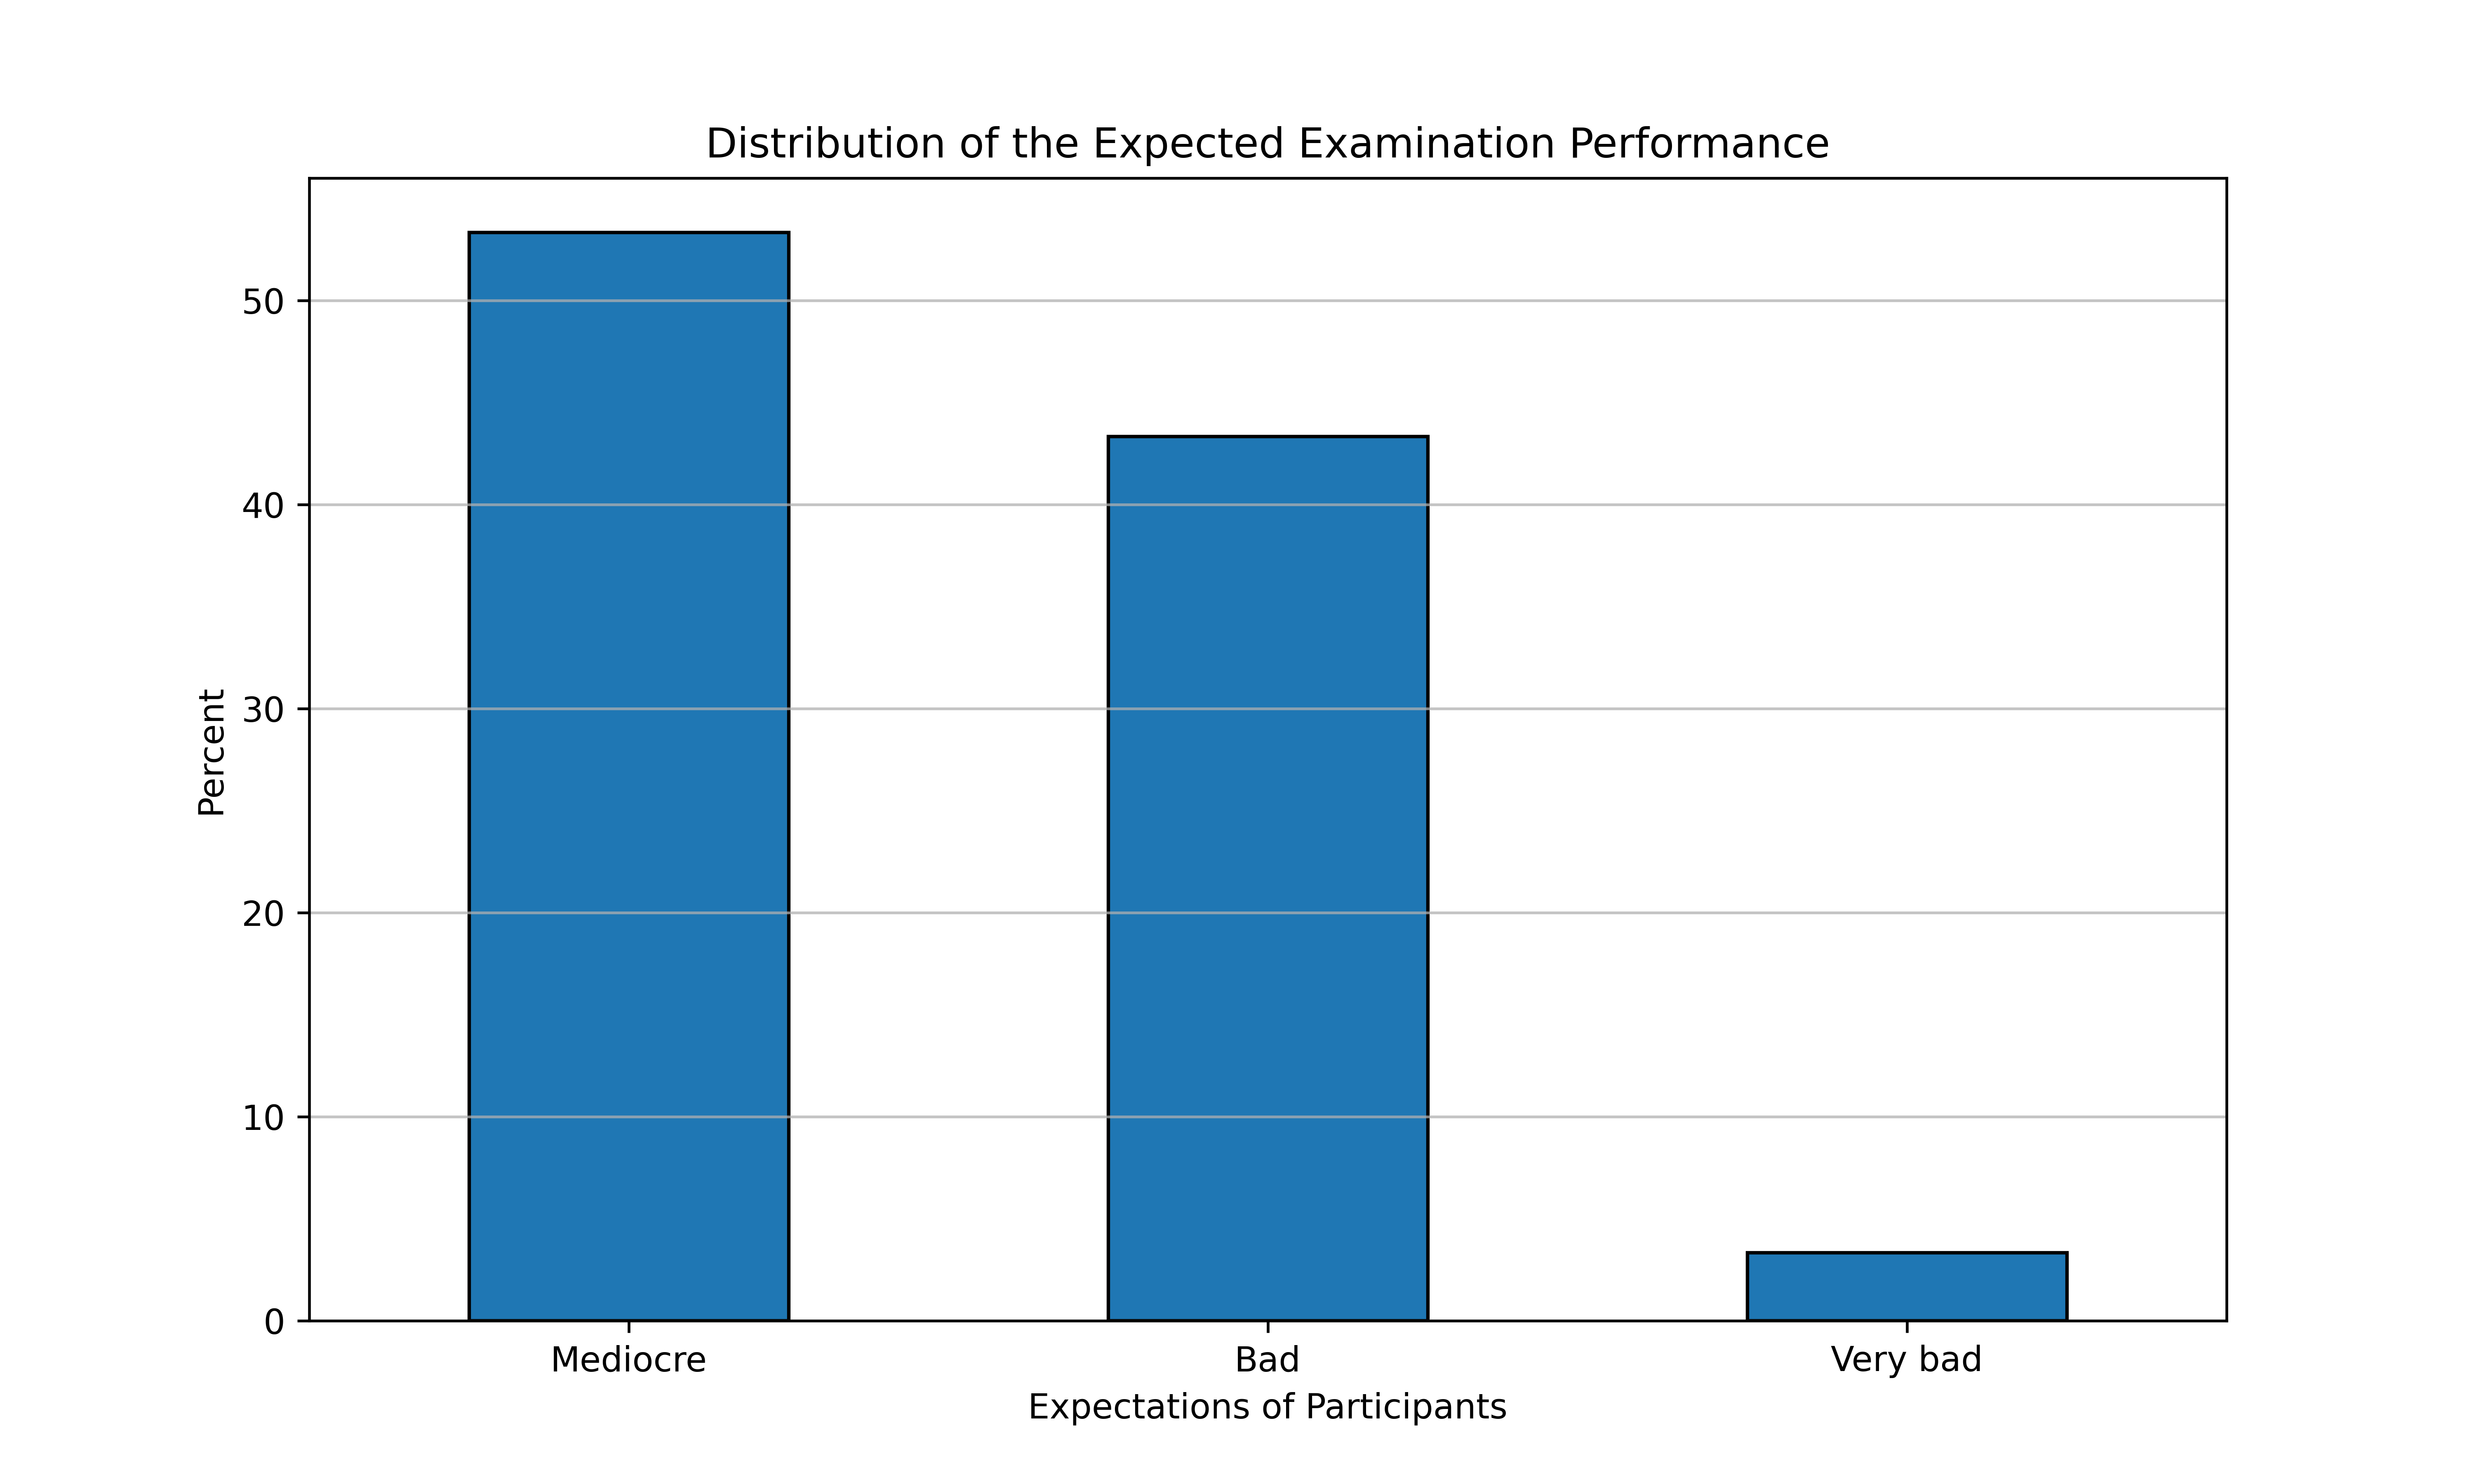 Distribution of the Expected Examination Performance
Percent
50
40
30
20
10
0
Mediocre Bad Very bad
Expectations of Participants